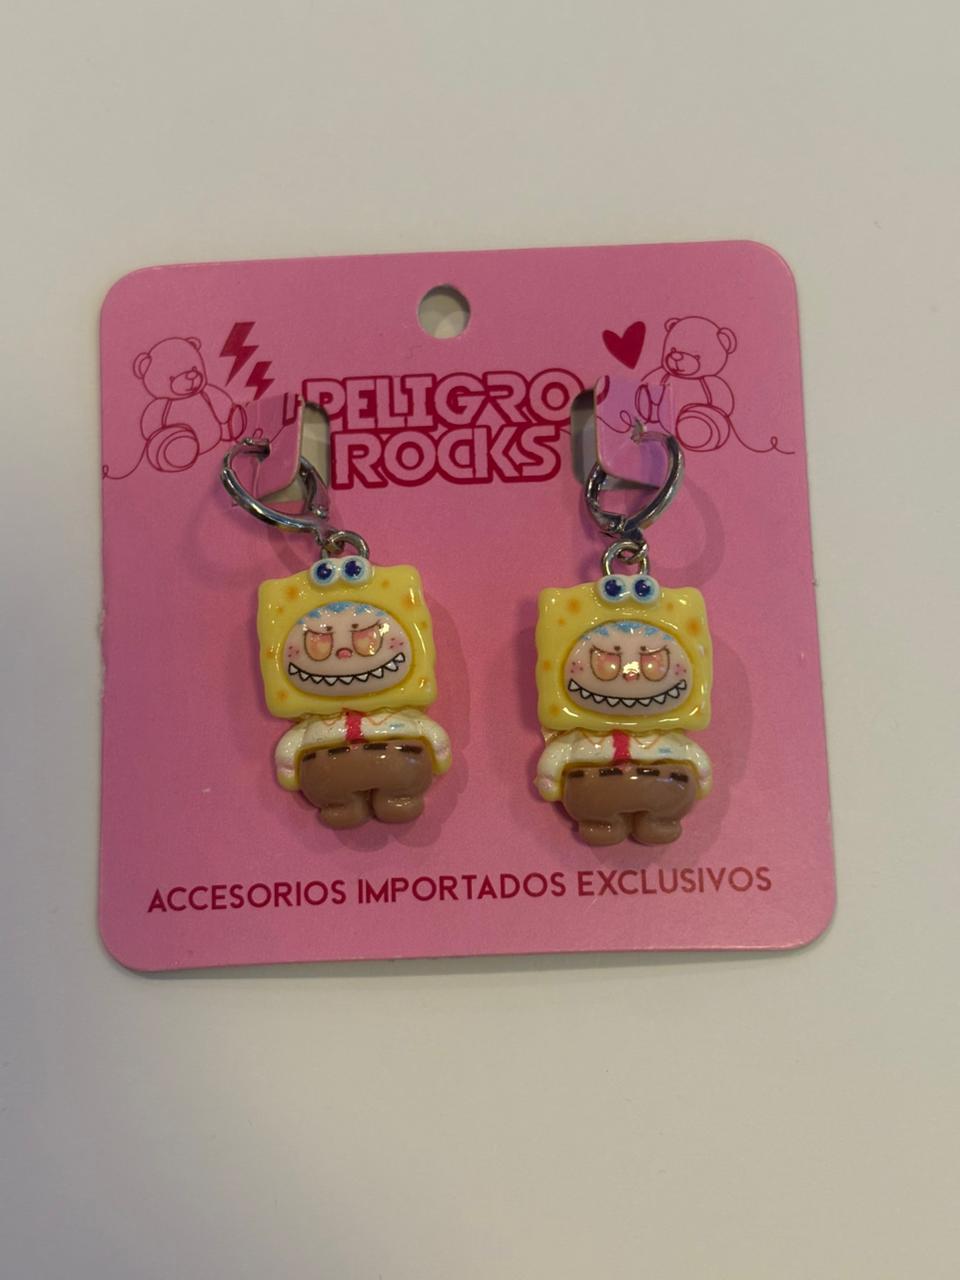 PELIGRO
ROCKS
ACCESORIOS IMPORTADOS EXCLUSIVOS